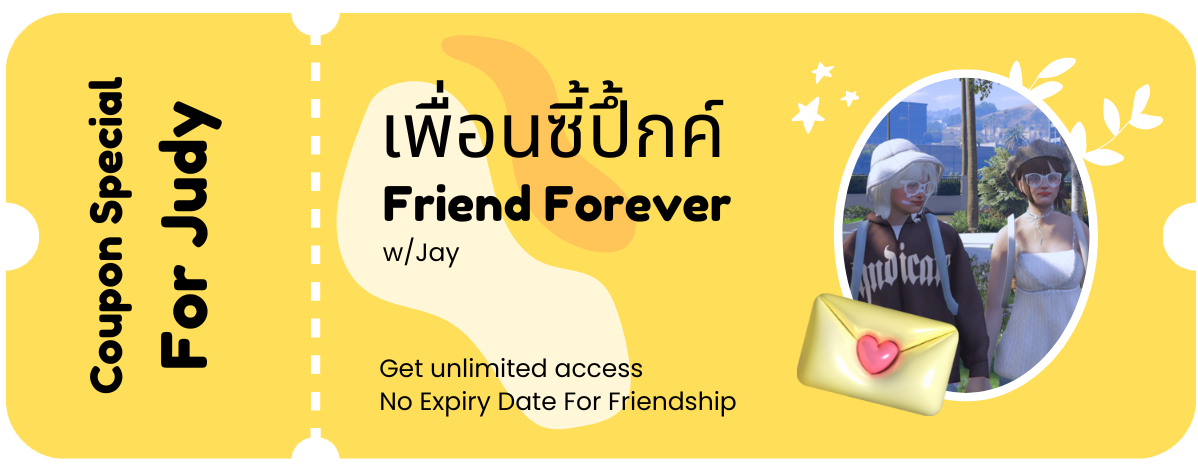 Coupon Special
For Judy
เพื่อนซี้ปึ้กค์
Friend Forever
w/Jay
Get unlimited access
No Expiry Date For Friendship